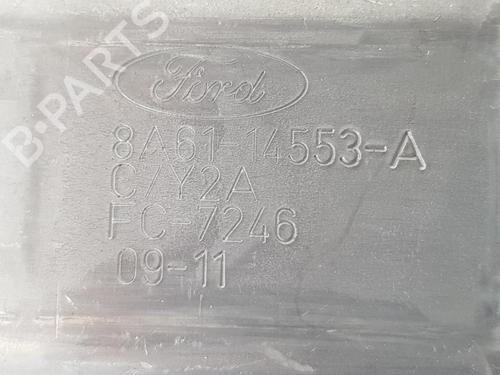 Ford
8A61-14553-A
C/Y2A
FC-7246
09-11
B-PARTS